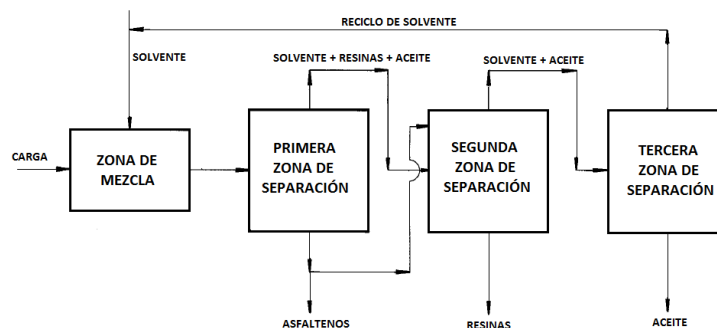 RECICLO DE SOLVENTE
SOLVENTE
SOLVENTE + RESINAS + ACEITE
SOLVENTE + ACEITE
CARGA
ZONA DE
MEZCLA
PRIMERA
ZONA DE
SEPARACIÓN
SEGUNDA
ZONA DE
SEPARACIÓN
TERCERA
ZONA DE
SEPARACIÓN
ASFALTENOS
RESINAS
ACEITE